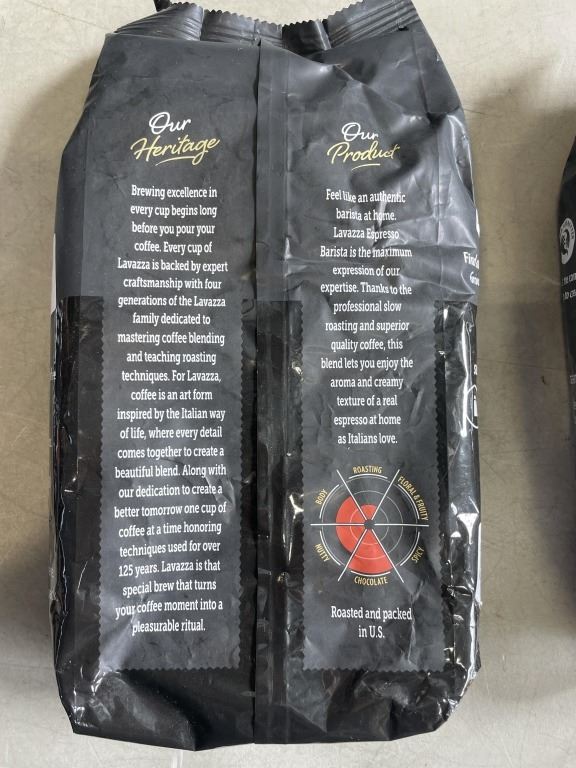 Our
Heritage
Brewing excellence in
every cup begins long
before you pour your
coffee. Every cup of
Lavazza is backed by expert
craftsmanship with four
generations of the Lavazza
family dedicated to
mastering coffee blending
and teaching roasting
techniques. For Lavazza,
coffee is an art form
inspired by the Italian way
of life, where every detail
comes together to create a
beautiful blend. Along with
our dedication to create a
better tomorrow one cup of
coffee at a time honoring
techniques used for over
125 years. Lavazza is that
special brew that turns
your coffee moment into a
pleasurable ritual.
Our
Product
Feel like an authentic
barista at home.
Lavazza Espresso
Barista is the maximum
expression of our
expertise. Thanks to the
professional slow
roasting and superior
quality coffee, this
blend lets you enjoy the
aroma and creamy
texture of a real
espresso at home
as Italians love.
ROASTING
FLORAL & FRUITY
SPICY
CHOCOLATE
NUTTY
BODY
Roasted and packed
in U.S.